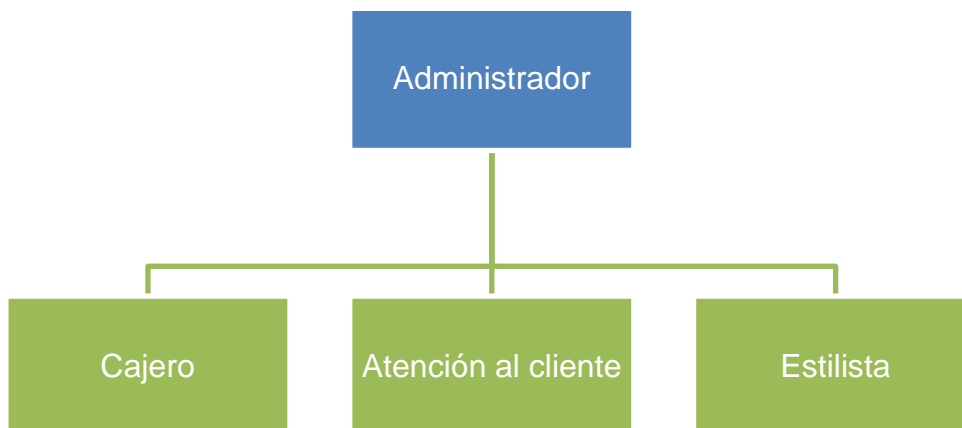 Administrador
Cajero
Atención al cliente
Estilista